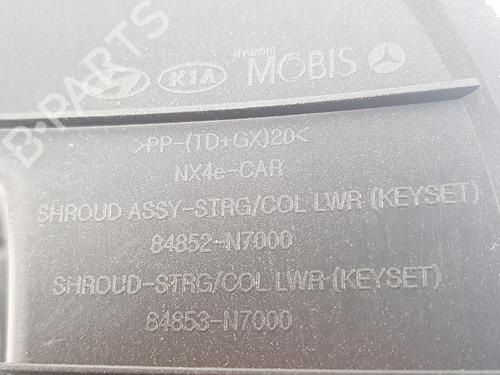 B-PARTS
HYUNDAI
KIA MOBIS
>PP-(TD+GX)20<
NX4e-CAR
SHROUD ASSY-STRG/COL LWR (KEYSET)
84852-N7000
SHROUD-STRG/COL LWR (KEYSET)
84853-N7000